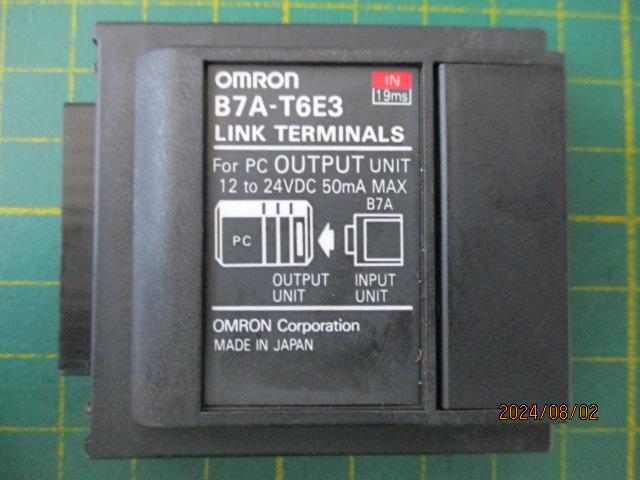 OMRON
IN
19ms
B7A-T6E3
LINK TERMINALS
For PC OUTPUT UNIT
12 to 24VDC 50mA MAX
B7A
PC
OUTPUT UNIT
INPUT UNIT
OMRON Corporation
MADE IN JAPAN
2024/08/02